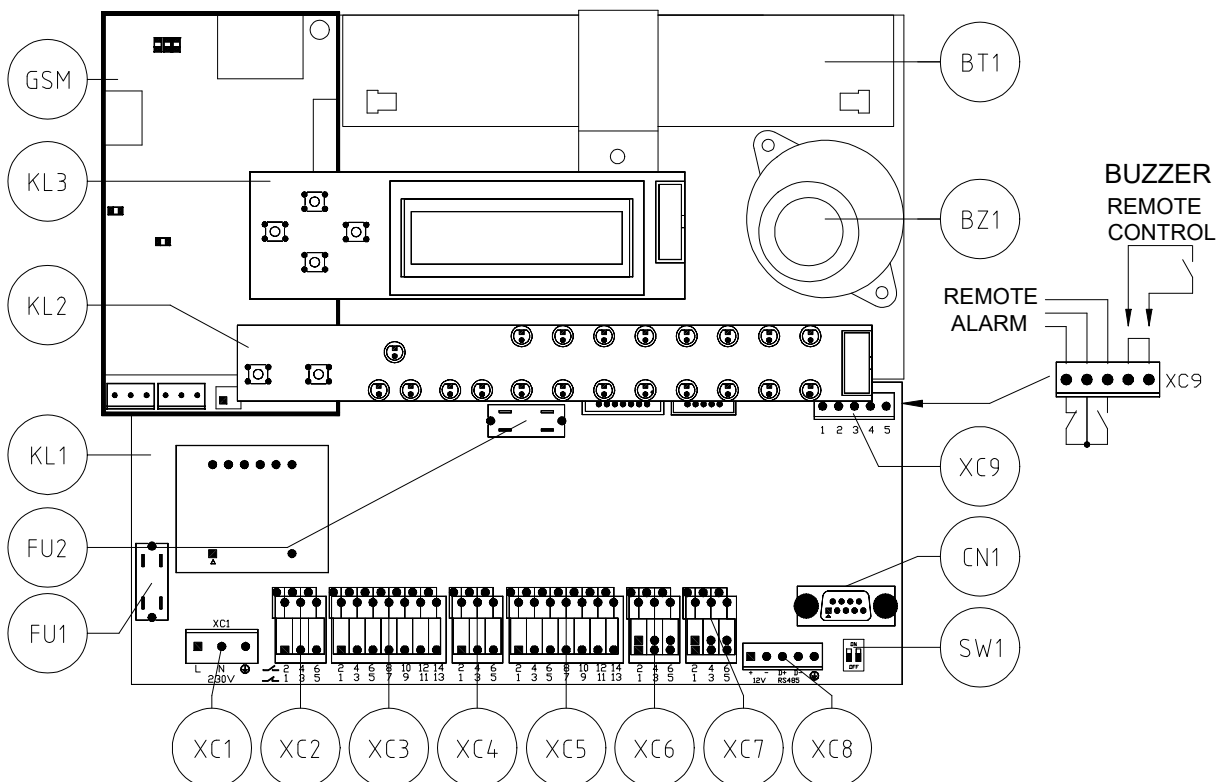 GSM
BT1
KL3
BUZZER
REMOTE
CONTROL
BZ1
KL2
REMOTE
ALARM
XC9
1 2 3 4 5
KL1
XC9
FU2
CN1
FU1
XC1
L N
230V
2 4 6
1 3 5
2 4 6 8 10 12 14
1 3 5 7 9 11 13
2 4 6
1 3 5
2 4 6 8 10 12 14
1 3 5 7 9 11 13
2 4 6
1 3 5
2 4 6
1 3 5
+ - D+ D-
12V RS485
ON
OFF
SW1
XC1
XC2
XC3
XC4
XC5
XC6
XC7
XC8